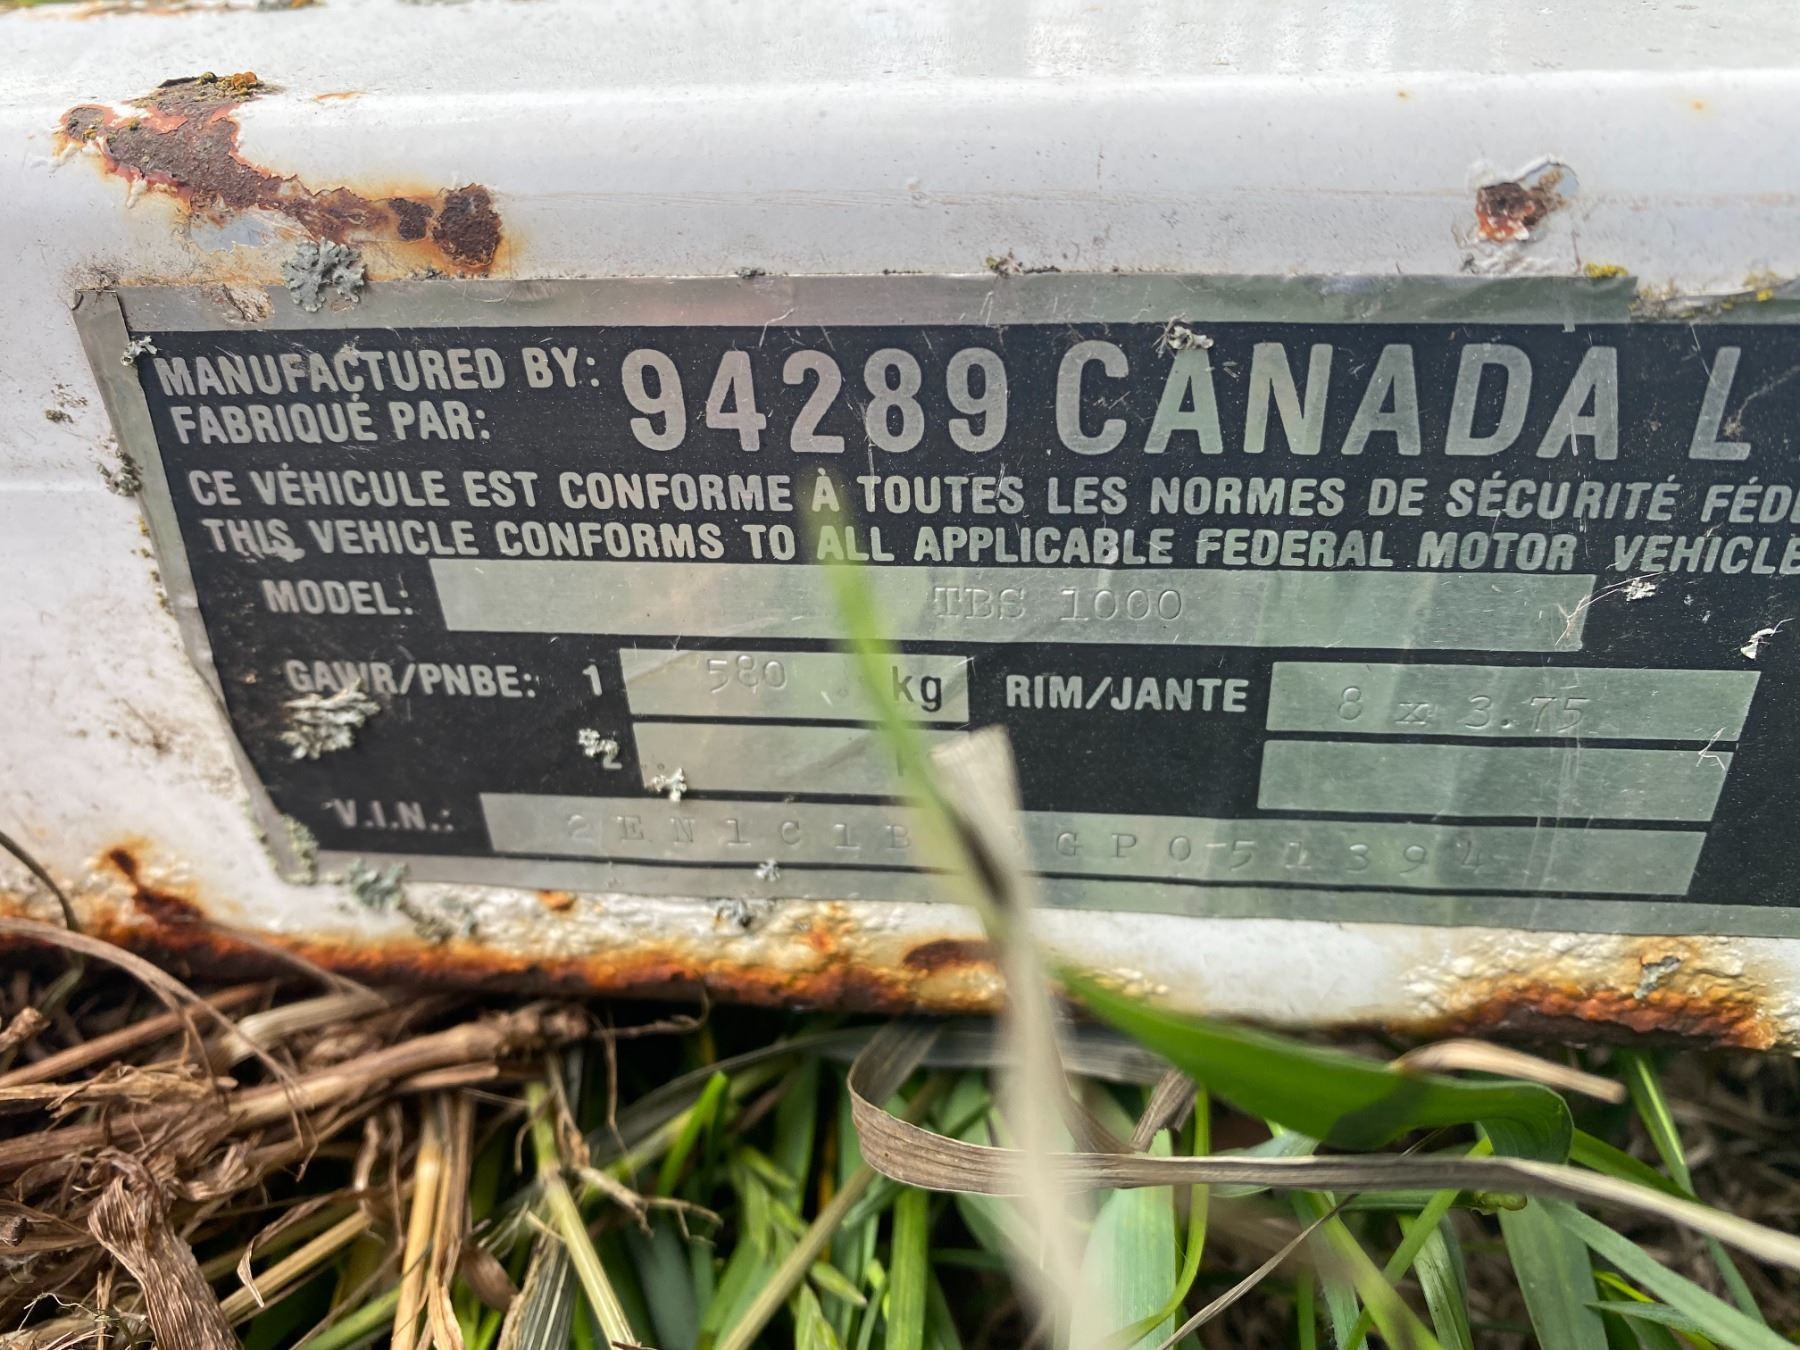 MANUFACTURED BY: 94289 CANADA L
FABRIQUÉ PAR:
CE VÉHICULE EST CONFORME À TOUTES LES NORMES DE SÉCURITÉ FÉDÉ
THIS VEHICLE CONFORMS TO ALL APPLICABLE FEDERAL MOTOR VEHICLE
MODEL: TBS 1000
GAWR/PNBE: 1 580 kg RIM/JANTE 8 x 3.75
2
V.I.N.: